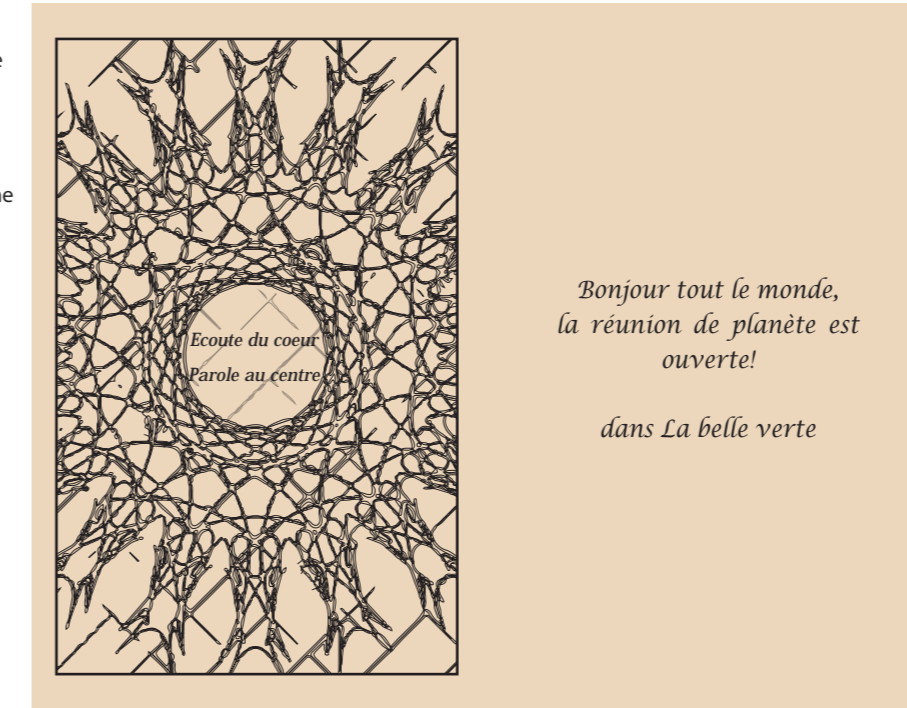 e
ne
Ecoute du coeur
Parole au centre
Bonjour tout le monde,
la réunion de planète est
ouverte!
dans La belle verte